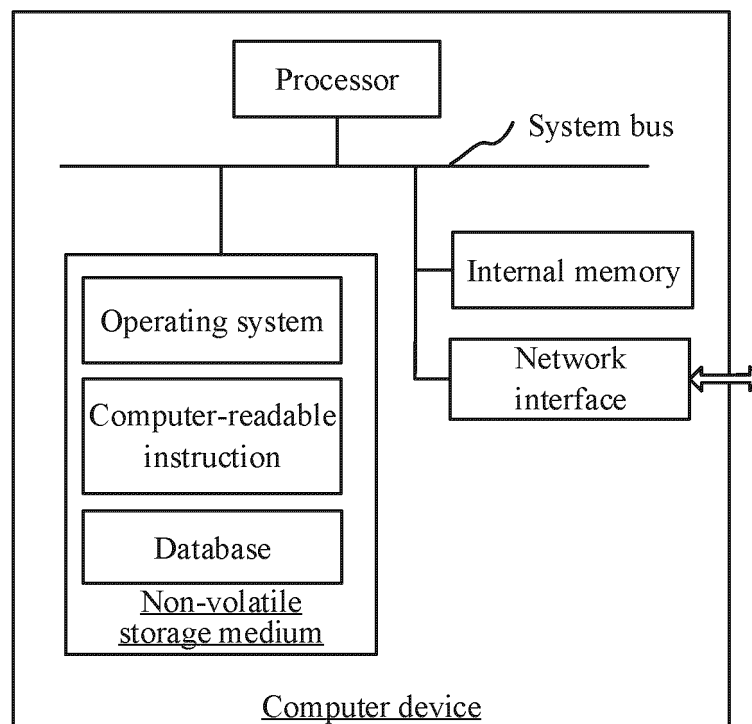 Processor
System bus
Internal memory
Operating system
Network
interface
Computer-readable
instruction
Database
Non-volatile
storage medium
Computer device